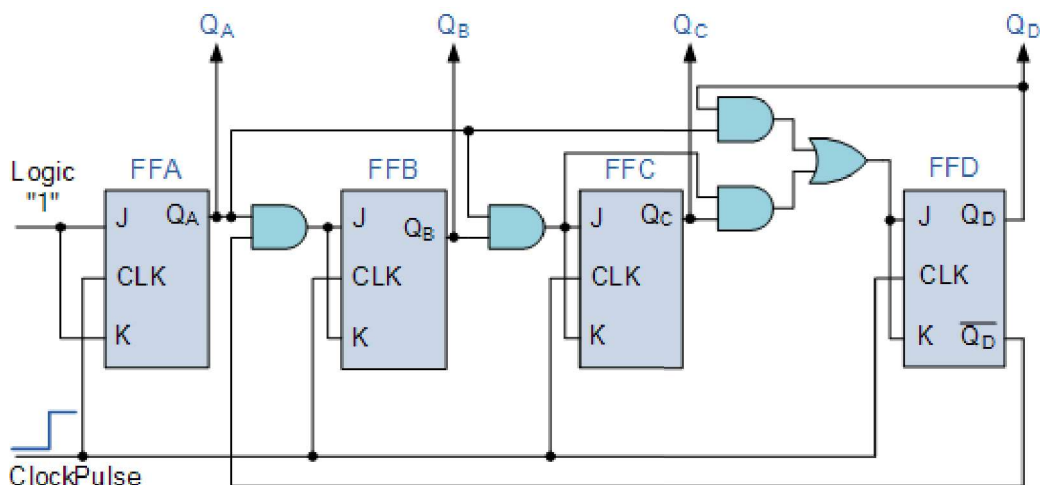 QA QB QC QD
Logic "1"
FFA FFB FFC FFD
J QA J QB J QC J QD
CLK CLK CLK CLK
K K K K Q̅D̅
ClockPulse